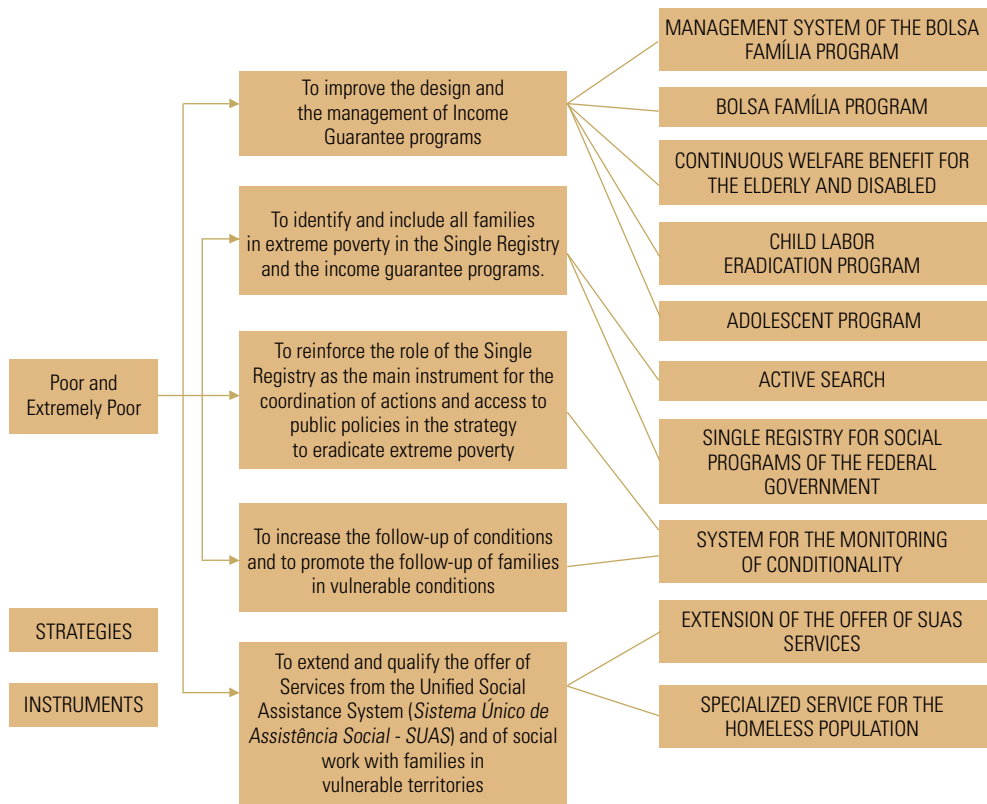 Poor and
Extremely Poor
STRATEGIES
INSTRUMENTS
To improve the design and
the management of Income
Guarantee programs
To identify and include all families
in extreme poverty in the Single Registry
and the income guarantee programs.
To reinforce the role of the Single
Registry as the main instrument for the
coordination of actions and access to
public policies in the strategy
to eradicate extreme poverty
To increase the follow-up of conditions
and to promote the follow-up of families
in vulnerable conditions
To extend and qualify the offer of
Services from the Unified Social
Assistance System (Sistema Único de
Assistência Social - SUAS) and of social
work with families in
vulnerable territories
MANAGEMENT SYSTEM OF THE BOLSA
FAMÍLIA PROGRAM
BOLSA FAMÍLIA PROGRAM
CONTINUOUS WELFARE BENEFIT FOR
THE ELDERLY AND DISABLED
CHILD LABOR
ERADICATION PROGRAM
ADOLESCENT PROGRAM
ACTIVE SEARCH
SINGLE REGISTRY FOR SOCIAL
PROGRAMS OF THE FEDERAL
GOVERNMENT
SYSTEM FOR THE MONITORING
OF CONDITIONALITY
EXTENSION OF THE OFFER OF SUAS
SERVICES
SPECIALIZED SERVICE FOR THE
HOMELESS POPULATION